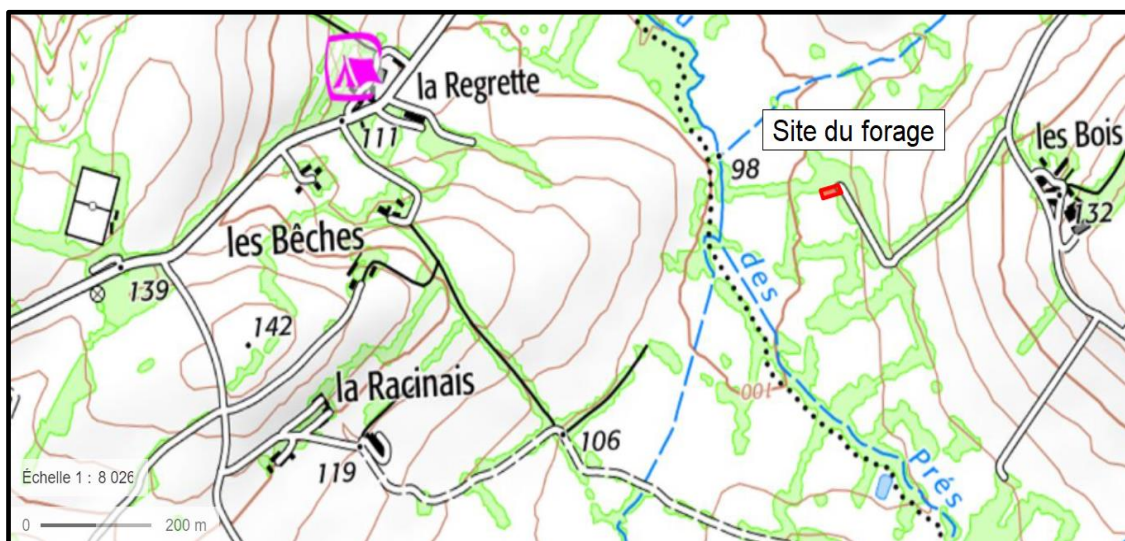 la Regrette
111
Site du forage
98
les Bois
132
les Bêches
139
142
des
100
la Racinais
106
119
Prés
Échelle 1 : 8 026
0 200 m